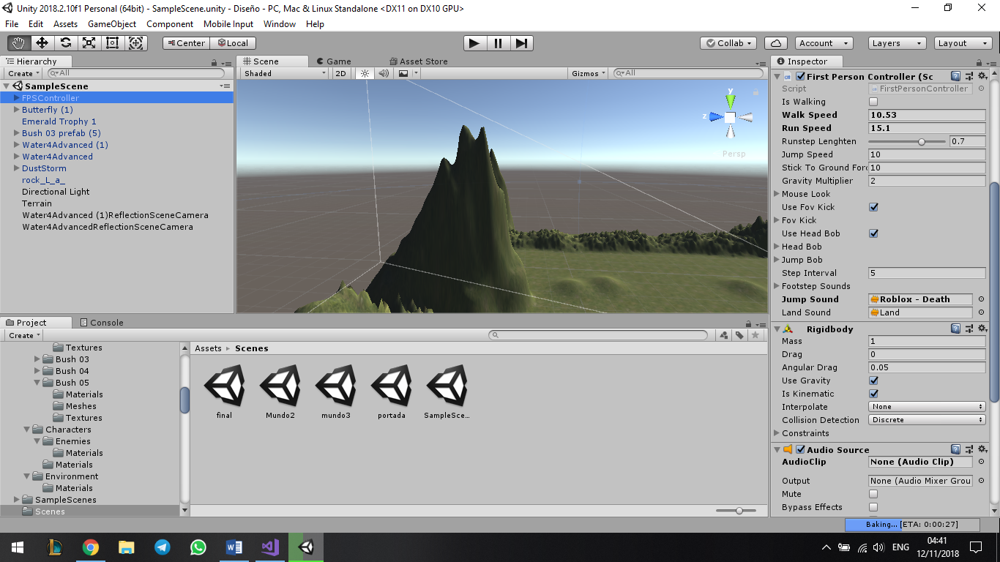 Unity 2018.2.10f1 Personal (64bit) - SampleScene.unity - Diseño - PC, Mac & Linux Standalone <DX11 on DX10 GPU>
File Edit Assets GameObject Component Mobile Input Window Help
Center Local Collab Account Layers Layout
Hierarchy
Create All
SampleScene
FPSController
Butterfly (1)
Emerald Trophy 1
Bush 03 prefab (5)
Water4Advanced (1)
Water4Advanced
DustStorm
rock_L_a_
Directional Light
Terrain
Water4Advanced (1)ReflectionSceneCamera
Water4AdvancedReflectionSceneCamera
Scene Game Asset Store
Shaded 2D Gizmos All
y
z
Persp
Inspector
First Person Controller (Sc
Script FirstPersonController
Is Walking
Walk Speed 10.53
Run Speed 15.1
Runstep Lenghten 0.7
Jump Speed 10
Stick To Ground Forc 10
Gravity Multiplier 2
Mouse Look
Use Fov Kick
Fov Kick
Use Head Bob
Head Bob
Jump Bob
Step Interval 5
Footstep Sounds
Jump Sound Roblox - Death
Land Sound Land
Rigidbody
Mass 1
Drag 0
Angular Drag 0.05
Use Gravity
Is Kinematic
Interpolate None
Collision Detection Discrete
Constraints
Audio Source
AudioClip None (Audio Clip)
Output None (Audio Mixer Grou
Mute
Bypass Effects
Project Console
Create
Textures
Bush 03
Bush 04
Bush 05
Materials
Meshes
Textures
Characters
Enemies
Materials
Materials
Environment
Materials
SampleScenes
Scenes
Assets Scenes
final Mundo2 mundo3 portada SampleSce...
Baking... [ETA: 0:00:27]
ENG
04:41
12/11/2018